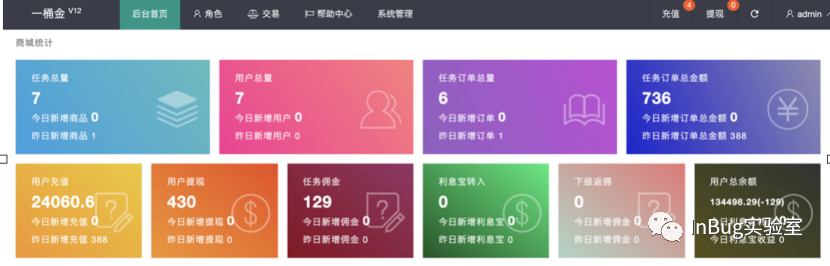 一桶金 V12 后台首页 角色 交易 帮助中心 系统管理 充值 4 提现 0 admin
商城统计
任务总量
7
今日新增商品 0
昨日新增商品 1
用户总量
7
今日新增用户 0
昨日新增用户 0
任务订单总量
6
今日新增订单 0
昨日新增订单 1
任务订单总金额
736
今日新增订单总金额 0
昨日新增订单总金额 388
用户充值
24060.6
今日新增充值 0
昨日新增充值 388
用户提现
430
今日新增提现 0
昨日新增提现 0
任务佣金
129
今日新增佣金 0
昨日新增佣金 0
利息宝转入
0
今日新增利息宝 0
昨日新增利息宝 0
下级返佣
0
今日新增佣金 0
昨日新增佣金 0
用户总余额
134498.29(-129)
今日利息宝
今日利息宝收益 0
InBug实验室